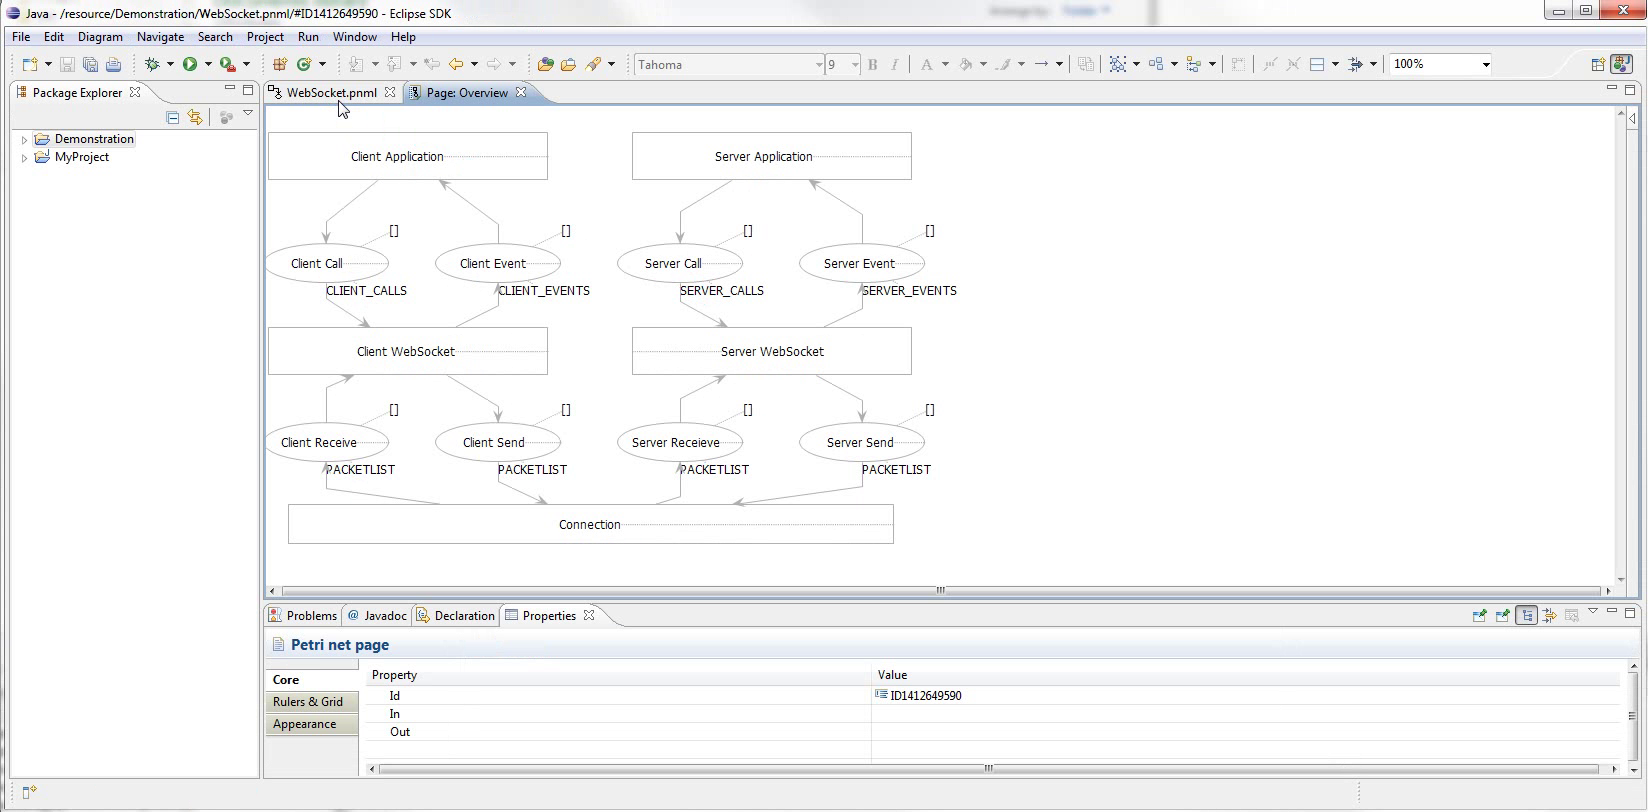 Java - /resource/Demonstration/WebSocket.pnml/#ID1412649590 - Eclipse SDK
File Edit Diagram Navigate Search Project Run Window Help
Tahoma 9 B I A 100%
Package Explorer WebSocket.pnml Page: Overview
Demonstration
MyProject
Client Application Server Application
[] [] [] []
Client Call Client Event Server Call Server Event
CLIENT_CALLS CLIENT_EVENTS SERVER_CALLS SERVER_EVENTS
Client WebSocket Server WebSocket
[] [] [] []
Client Receive Client Send Server Receieve Server Send
PACKETLIST PACKETLIST PACKETLIST PACKETLIST
Connection
Problems @ Javadoc Declaration Properties
Petri net page
Core
Rulers & Grid
Appearance
Property Value
Id ID1412649590
In
Out